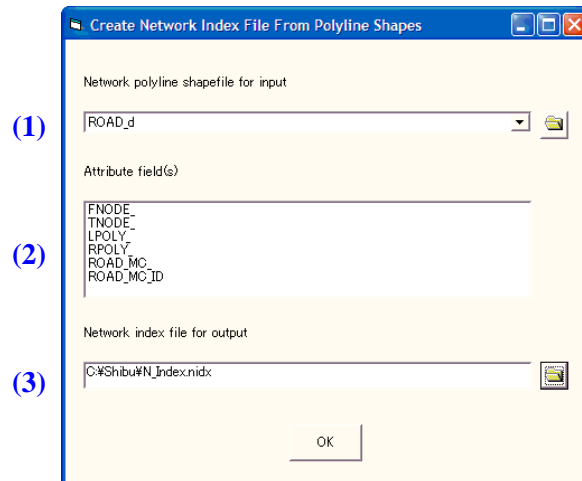 Create Network Index File From Polyline Shapes
Network polyline shapefile for input
(1)
ROAD_d
Attribute field(s)
(2)
FNODE_
TNODE_
LPOLY_
RPOLY_
ROAD_MC_
ROAD_MC_ID
Network index file for output
(3)
C:¥Shibu¥N_Index.nidx
OK